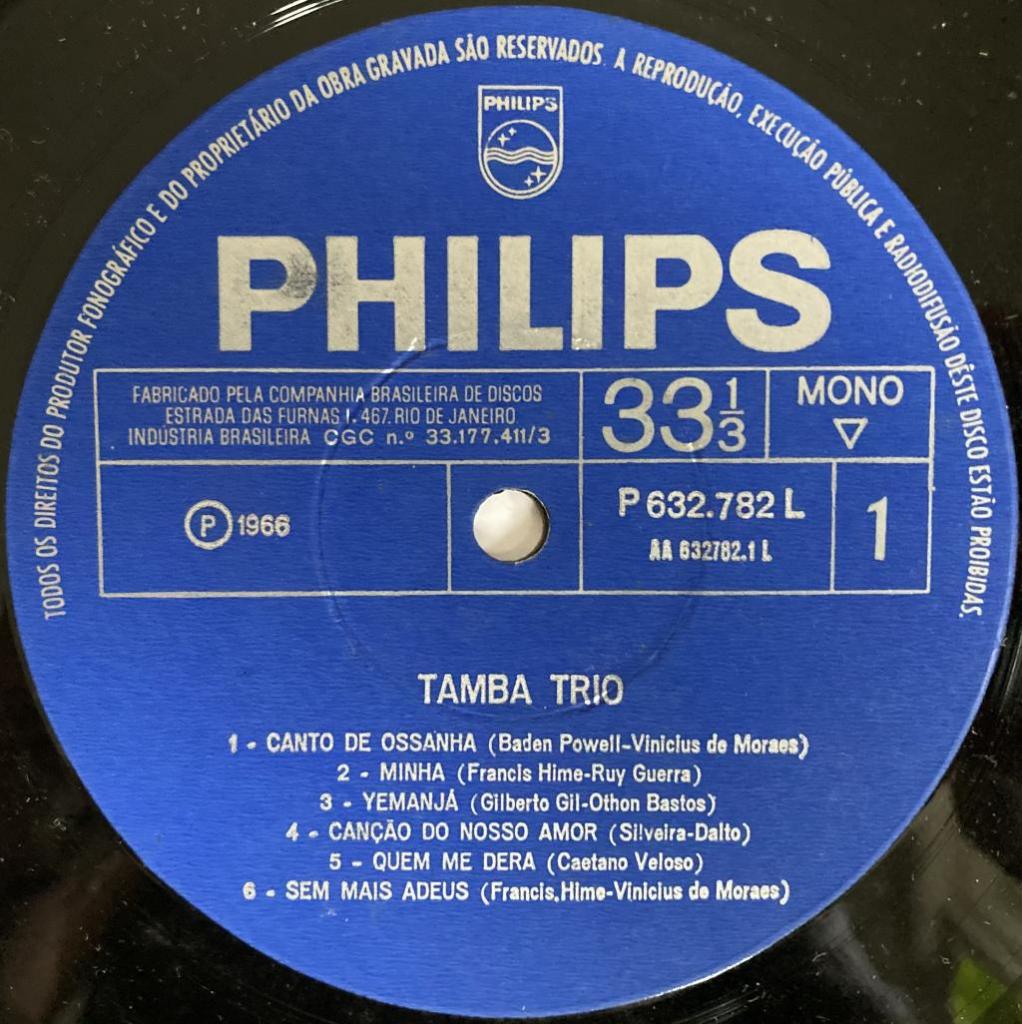 TODOS OS DIREITOS DO PRODUTOR FONOGRÁFICO E DO PROPRIETÁRIO DA OBRA GRAVADA SÃO RESERVADOS. A REPRODUÇÃO, EXECUÇÃO PÚBLICA E RADIODIFUSÃO DÊSTE DISCO ESTÃO PROIBIDAS.
PHILIPS
PHILIPS
FABRICADO PELA COMPANHIA BRASILEIRA DE DISCOS
ESTRADA DAS FURNAS 1.467. RIO DE JANEIRO
INDÚSTRIA BRASILEIRA CGC n.º 33.177.411/3
33 1/3
MONO
Ⓟ 1966
P 632.782 L
AA 632782.1 L
1
TAMBA TRIO
1 - CANTO DE OSSANHA (Baden Powell-Vinicius de Moraes)
2 - MINHA (Francis Hime-Ruy Guerra)
3 - YEMANJÁ (Gilberto Gil-Othon Bastos)
4 - CANÇÃO DO NOSSO AMOR (Silveira-Dalto)
5 - QUEM ME DERA (Caetano Veloso)
6 - SEM MAIS ADEUS (Francis.Hime-Vinicius de Moraes)